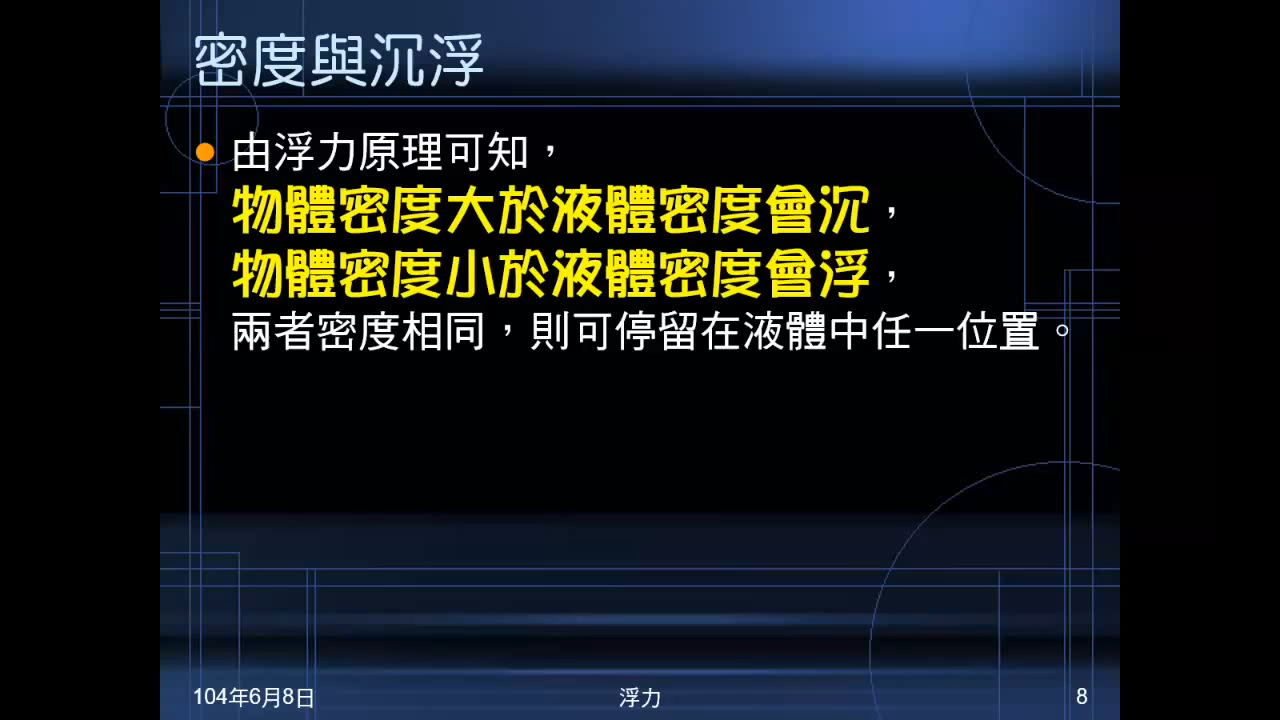 密度與沉浮
由浮力原理可知，
物體密度大於液體密度會沉，
物體密度小於液體密度會浮，
兩者密度相同，則可停留在液體中任一位置。
104年6月8日
浮力
8